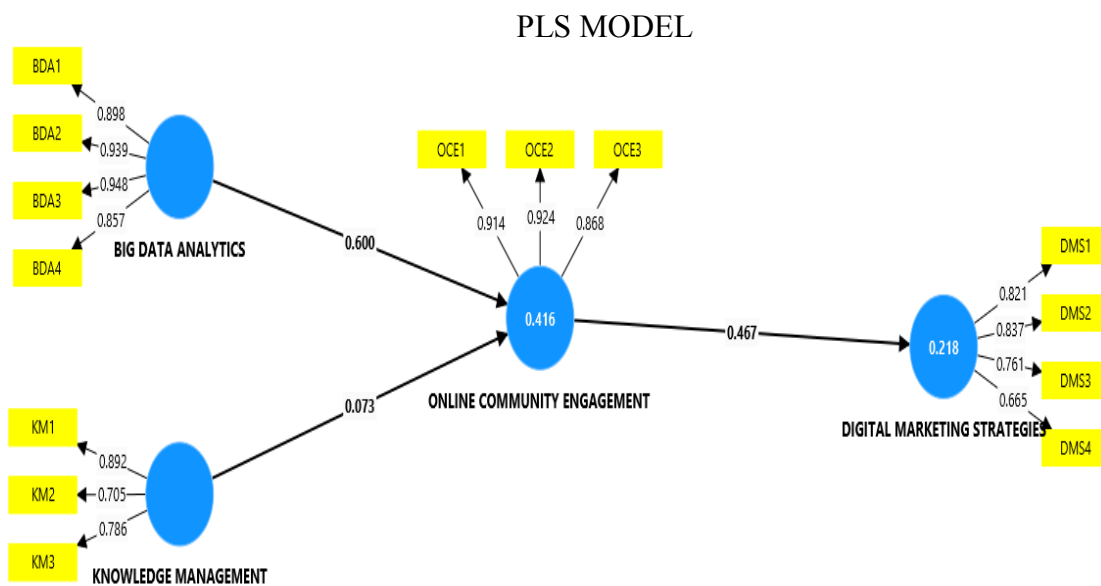 PLS MODEL
BDA1
0.898
BDA2
0.939
BDA3
0.948
0.857
BDA4
BIG DATA ANALYTICS
0.600
OCE1
OCE2
OCE3
0.914
0.924
0.868
0.416
ONLINE COMMUNITY ENGAGEMENT
0.073
KM1
0.892
KM2
0.705
0.786
KM3
KNOWLEDGE MANAGEMENT
0.467
0.218
DIGITAL MARKETING STRATEGIES
DMS1
0.821
DMS2
0.837
0.761
DMS3
0.665
DMS4